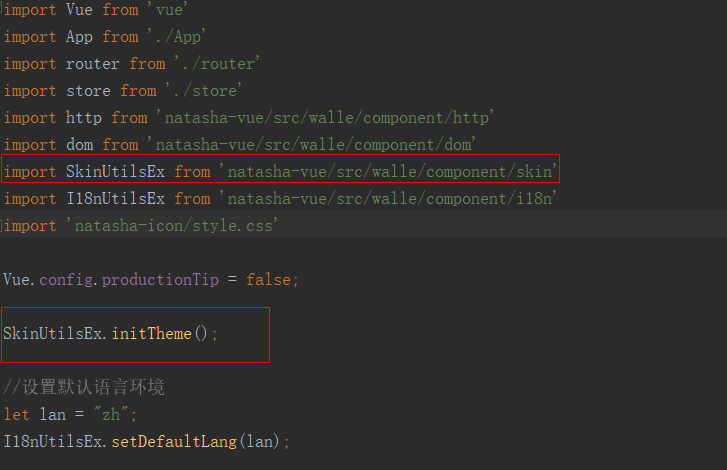 import Vue from 'vue'
import App from './App'
import router from './router'
import store from './store'
import http from 'natasha-vue/src/walle/component/http'
import dom from 'natasha-vue/src/walle/component/dom'
import SkinUtilsEx from 'natasha-vue/src/walle/component/skin'
import I18nUtilsEx from 'natasha-vue/src/walle/component/i18n'
import 'natasha-icon/style.css'
Vue.config.productionTip = false;
SkinUtilsEx.initTheme();
//设置默认语言环境
let lan = "zh";
I18nUtilsEx.setDefaultLang(lan);